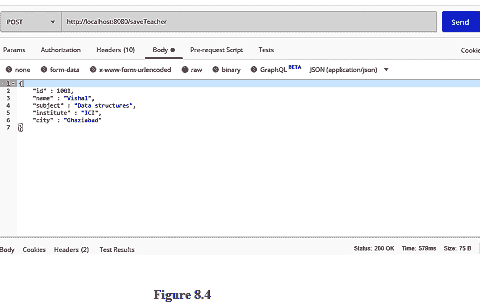 POST http://localhost:8080/saveTeacher Send
Params Authorization Headers (10) Body Pre-request Script Tests Cookie
none form-data x-www-form-urlencoded raw binary GraphQL BETA JSON (application/json)
1 {
2 "id" : 1001,
3 "name" : "Vishal",
4 "subject" : "Data structures",
5 "institute" : "ICI",
6 "city" : "Ghaziabad"
7 }
Body Cookies Headers (2) Test Results Status: 200 OK Time: 578ms Size: 75 B
Figure 8.4